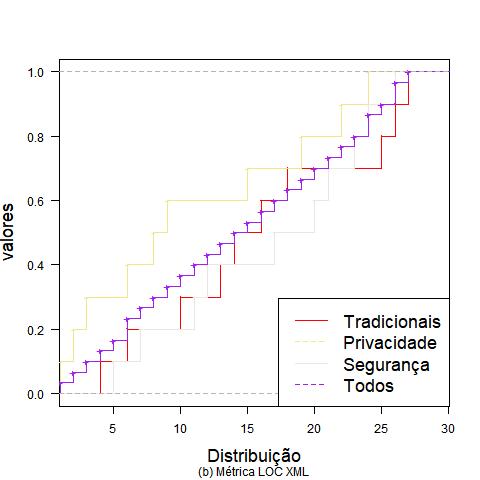 valores
1.0
0.8
0.6
0.4
0.2
0.0
Tradicionais
Privacidade
Segurança
Todos
5 10 15 20 25 30
Distribuição
(b) Métrica LOC XML